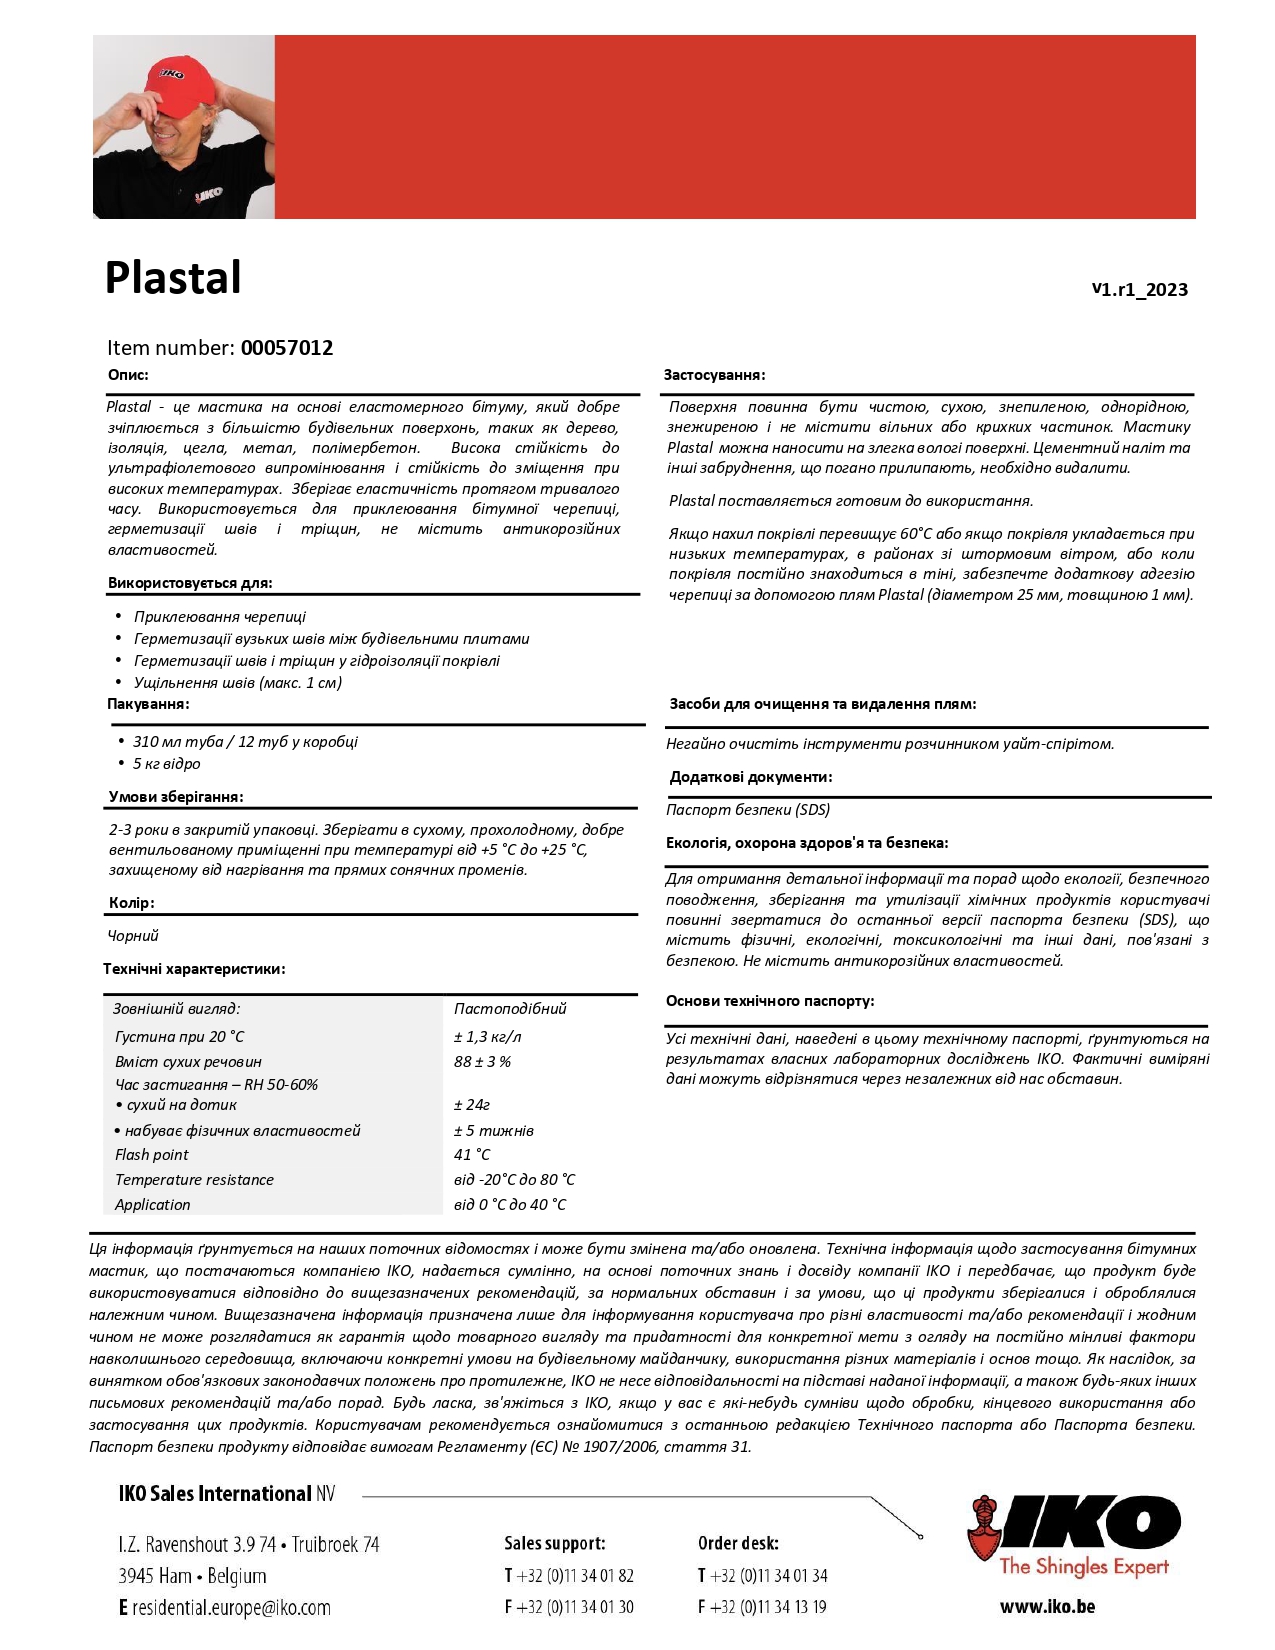 IKO
IKO
Plastal
v1.r1_2023
Item number: 00057012
Опис:
Plastal - це мастика на основі еластомерного бітуму, який добре
зчіплюється з більшістю будівельних поверхонь, таких як дерево,
ізоляція, цегла, метал, полімербетон. Висока стійкість до
ультрафіолетового випромінювання і стійкість до зміщення при
високих температурах. Зберігає еластичність протягом тривалого
часу. Використовується для приклеювання бітумної черепиці,
герметизації швів і тріщин, не містить антикорозійних
властивостей.
Використовується для:
• Приклеювання черепиці
• Герметизації вузьких швів між будівельними плитами
• Герметизації швів і тріщин у гідроізоляції покрівлі
• Ущільнення швів (макс. 1 см)
Застосування:
Поверхня повинна бути чистою, сухою, знепиленою, однорідною,
знежиреною і не містити вільних або крихких частинок. Мастику
Plastal можна наносити на злегка вологі поверхні. Цементний наліт та
інші забруднення, що погано прилипають, необхідно видалити.
Plastal поставляється готовим до використання.
Якщо нахил покрівлі перевищує 60°C або якщо покрівля укладається при
низьких температурах, в районах зі штормовим вітром, або коли
покрівля постійно знаходиться в тіні, забезпечте додаткову адгезію
черепиці за допомогою плям Plastal (діаметром 25 мм, товщиною 1 мм).
Пакування:
• 310 мл туба / 12 туб у коробці
• 5 кг відро
Умови зберігання:
2-3 роки в закритій упаковці. Зберігати в сухому, прохолодному, добре
вентильованому приміщенні при температурі від +5 °C до +25 °C,
захищеному від нагрівання та прямих сонячних променів.
Колір:
Чорний
Технічні характеристики:
Зовнішній вигляд: Пастоподібний
Густина при 20 °C ± 1,3 кг/л
Вміст сухих речовин 88 ± 3 %
Час застигання – RH 50-60%
• сухий на дотик ± 24г
• набуває фізичних властивостей ± 5 тижнів
Flash point 41 °C
Temperature resistance від -20°C до 80 °C
Application від 0 °C до 40 °C
Засоби для очищення та видалення плям:
Негайно очистіть інструменти розчинником уайт-спірітом.
Додаткові документи:
Паспорт безпеки (SDS)
Екологія, охорона здоров'я та безпека:
Для отримання детальної інформації та порад щодо екології, безпечного
поводження, зберігання та утилізації хімічних продуктів користувачі
повинні звертатися до останньої версії паспорта безпеки (SDS), що
містить фізичні, екологічні, токсикологічні та інші дані, пов'язані з
безпекою. Не містить антикорозійних властивостей.
Основи технічного паспорту:
Усі технічні дані, наведені в цьому технічному паспорті, ґрунтуються на
результатах власних лабораторних досліджень IKO. Фактичні виміряні
дані можуть відрізнятися через незалежних від нас обставин.
Ця інформація ґрунтується на наших поточних відомостях і може бути змінена та/або оновлена. Технічна інформація щодо застосування бітумних
мастик, що постачаються компанією IKO, надається сумлінно, на основі поточних знань і досвіду компанії IKO і передбачає, що продукт буде
використовуватися відповідно до вищезазначених рекомендацій, за нормальних обставин і за умови, що ці продукти зберігалися і оброблялися
належним чином. Вищезазначена інформація призначена лише для інформування користувача про різні властивості та/або рекомендації і жодним
чином не може розглядатися як гарантія щодо товарного вигляду та придатності для конкретної мети з огляду на постійно мінливі фактори
навколишнього середовища, включаючи конкретні умови на будівельному майданчику, використання різних матеріалів і основ тощо. Як наслідок, за
винятком обов'язкових законодавчих положень про протилежне, IKO не несе відповідальності на підставі наданої інформації, а також будь-яких інших
письмових рекомендацій та/або порад. Будь ласка, зв'яжіться з IKO, якщо у вас є які-небудь сумніви щодо обробки, кінцевого використання або
застосування цих продуктів. Користувачам рекомендується ознайомитися з останньою редакцією Технічного паспорта або Паспорта безпеки.
Паспорт безпеки продукту відповідає вимогам Регламенту (ЄС) № 1907/2006, стаття 31.
IKO Sales International NV
I.Z. Ravenshout 3.9 74 • Truibroek 74
3945 Ham • Belgium
E residential.europe@iko.com
Sales support:
T +32 (0)11 34 01 82
F +32 (0)11 34 01 30
Order desk:
T +32 (0)11 34 01 34
F +32 (0)11 34 13 19
IKO
The Shingles Expert
www.iko.be